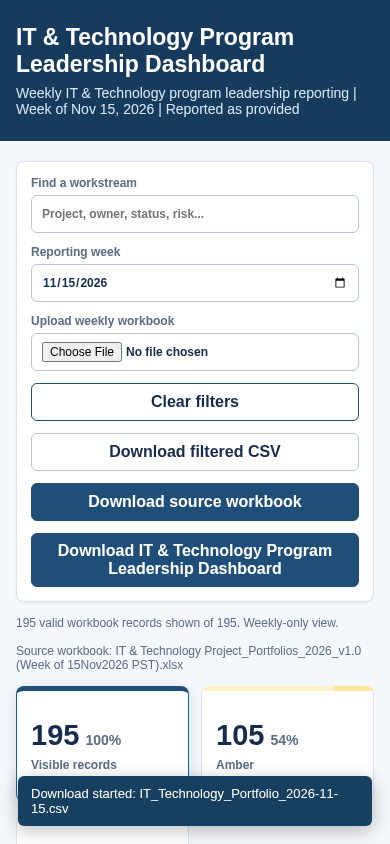 IT & Technology Program
Leadership Dashboard
Weekly IT & Technology program leadership reporting |
Week of Nov 15, 2026 | Reported as provided
Find a workstream
Project, owner, status, risk...
Reporting week
11/15/2026
Upload weekly workbook
Choose File No file chosen
Clear filters
Download filtered CSV
Download source workbook
Download IT & Technology Program
Leadership Dashboard
195 valid workbook records shown of 195. Weekly-only view.
Source workbook: IT & Technology Project_Portfolios_2026_v1.0
(Week of 15Nov2026 PST).xlsx
195 100%
Visible records
105 54%
Amber
Download started: IT_Technology_Portfolio_2026-11-
15.csv